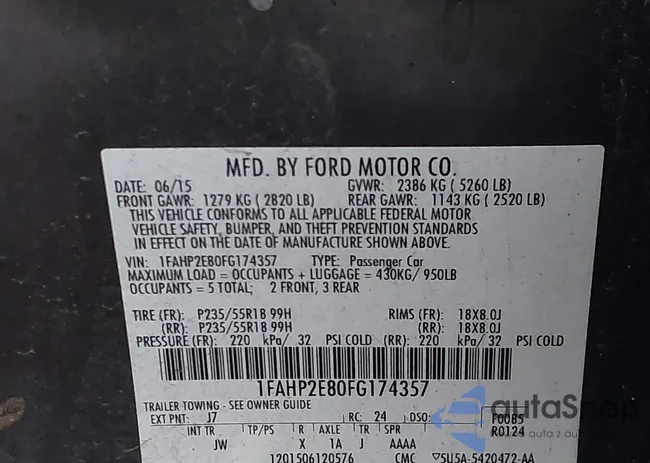 MFD. BY FORD MOTOR CO.
DATE: 06/15 GVWR: 2386 KG ( 5260 LB)
FRONT GAWR: 1279 KG ( 2820 LB) REAR GAWR: 1143 KG ( 2520 LB)
THIS VEHICLE CONFORMS TO ALL APPLICABLE FEDERAL MOTOR
VEHICLE SAFETY, BUMPER, AND THEFT PREVENTION STANDARDS
IN EFFECT ON THE DATE OF MANUFACTURE SHOWN ABOVE.
VIN: 1FAHP2E80FG174357 TYPE: Passenger Car
MAXIMUM LOAD = OCCUPANTS + LUGGAGE = 430KG/ 950LB
OCCUPANTS = 5 TOTAL; 2 FRONT, 3 REAR
TIRE (FR): P235/55R18 99H RIMS (FR): 18X8.0J
(RR): P235/55R18 99H (RR): 18X8.0J
PRESSURE (FR): 220 kPa/ 32 PSI COLD (RR): 220 kPa/ 32 PSI COLD
1FAHP2E80FG174357
TRAILER TOWING - SEE OWNER GUIDE
EXT PNT: J7 RC: 24 DSO: F0085
R0124
INT TR TP/PS R AXLE TR SPR
JW X 1A J AAAA
1201506120576 CMC 5U5A-5420472-AA
autoSnap
z autaz